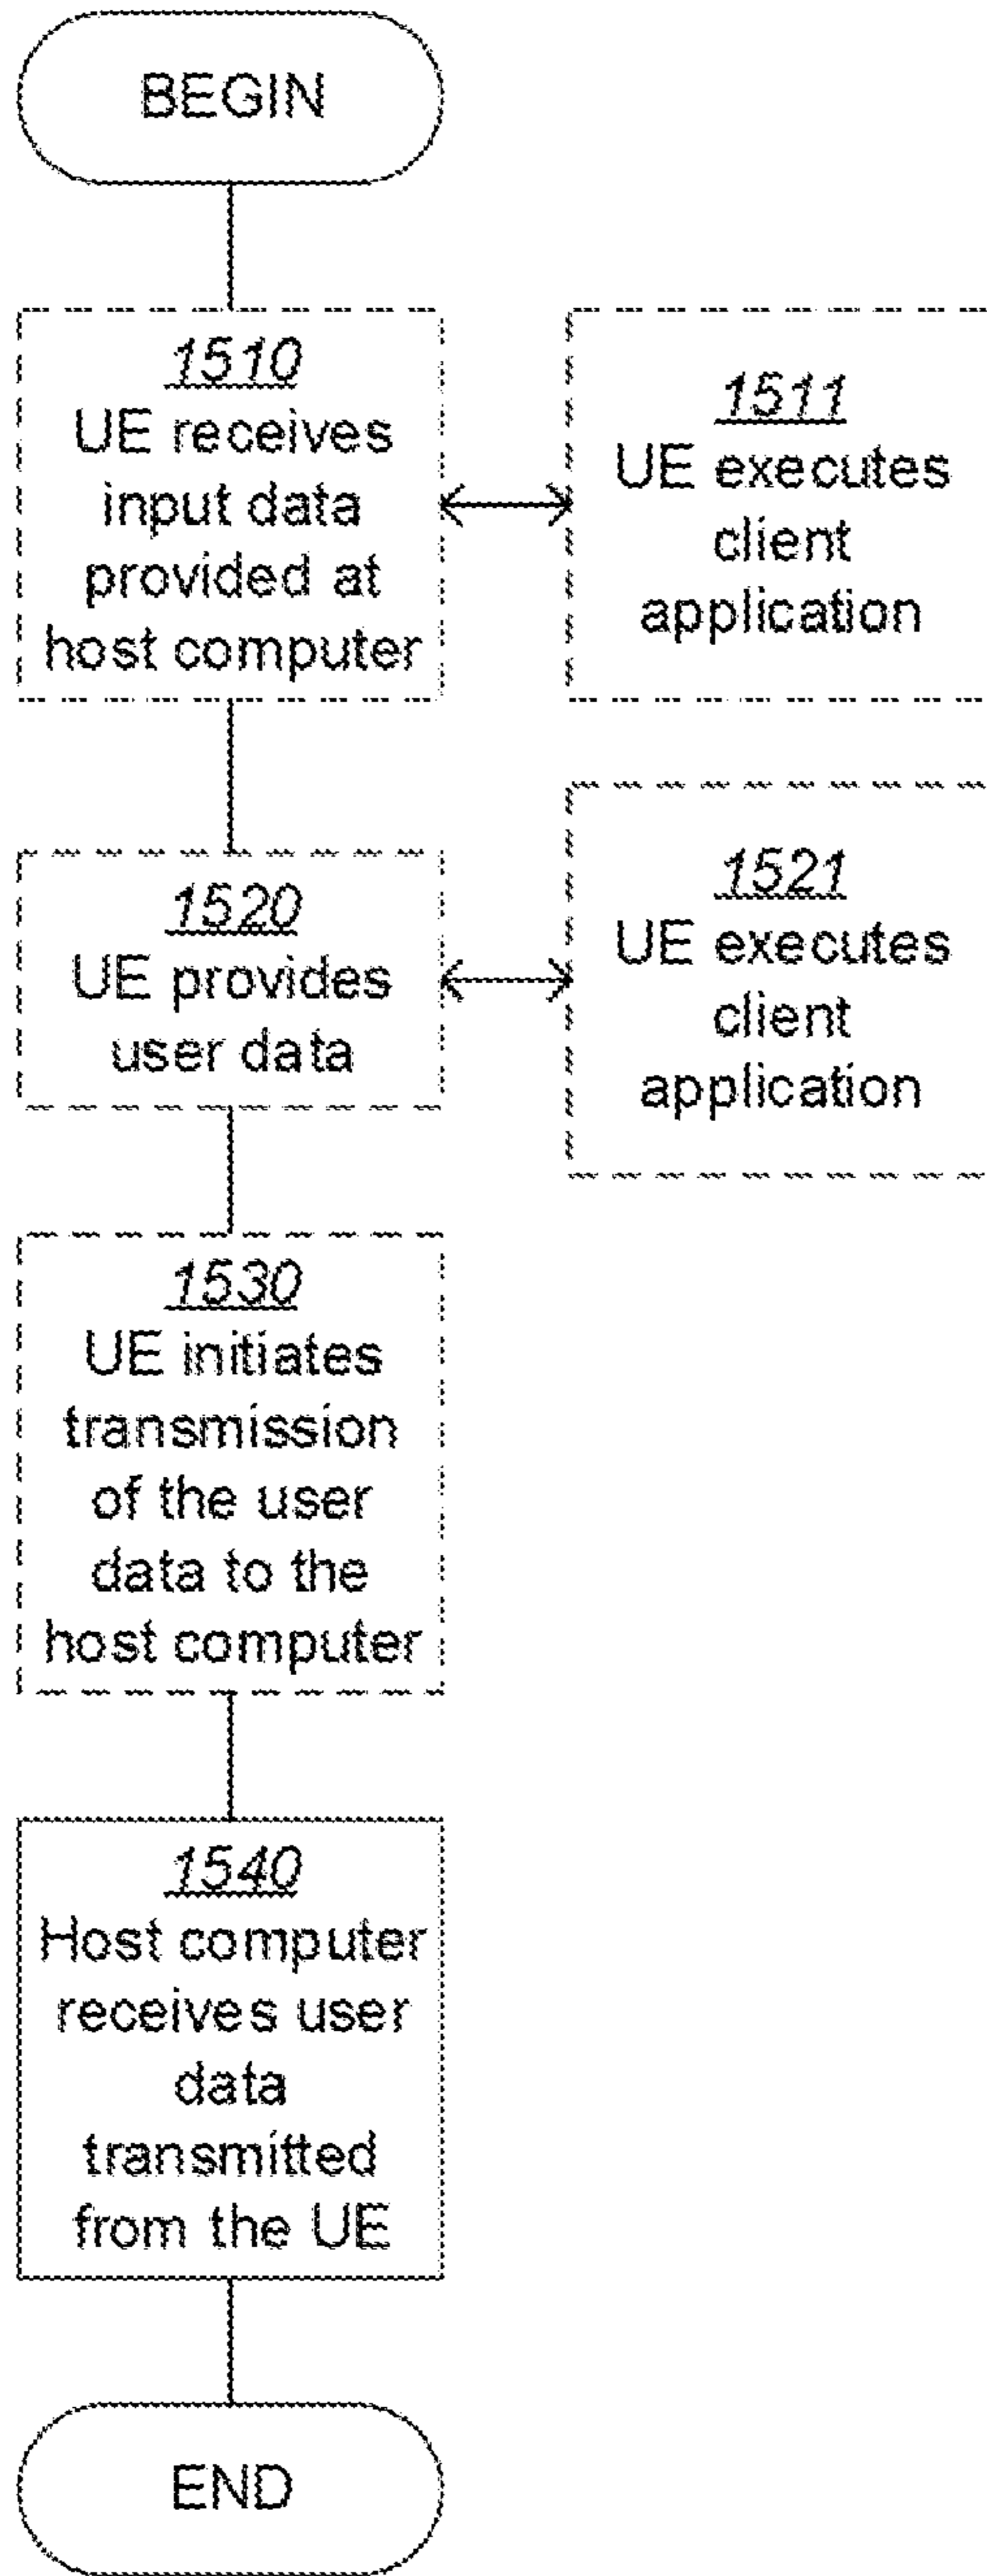 BEGIN
1510
UE receives
input data
provided at
host computer
1511
UE executes
client
application
1520
UE provides
user data
1521
UE executes
client
application
1530
UE initiates
transmission
of the user
data to the
host computer
1540
Host computer
receives user
data
transmitted
from the UE
END